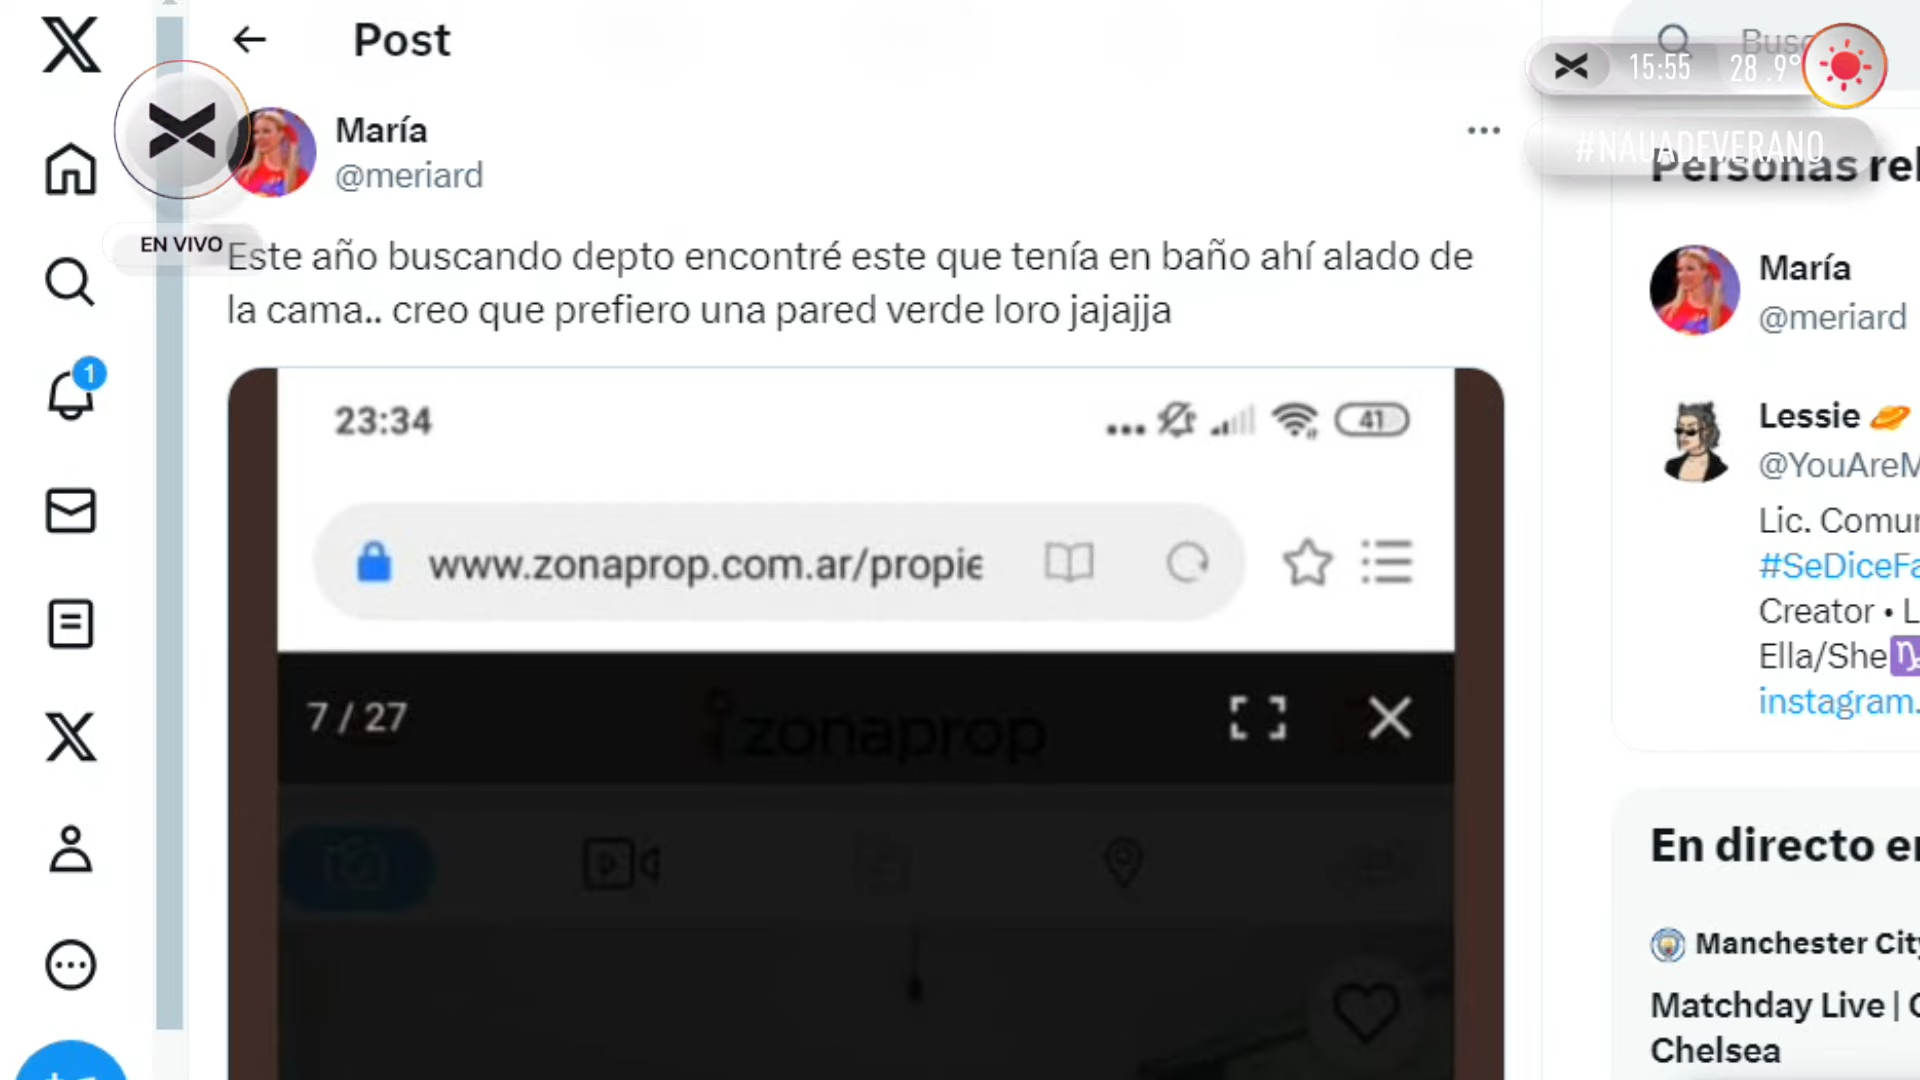 Post
Busc
15:55 28.9°
#NAUADEVERANO
María
@meriard
EN VIVO
Este año buscando depto encontré este que tenía en baño ahí alado de
la cama.. creo que prefiero una pared verde loro jajajja
23:34
41
www.zonaprop.com.ar/propie
7 / 27
zonaprop
1
Personas rel
María
@meriard
Lessie
@YouAreM
Lic. Comu
#SeDiceFa
Creator • L
Ella/She
instagram.
En directo e
Manchester City
Matchday Live | C
Chelsea